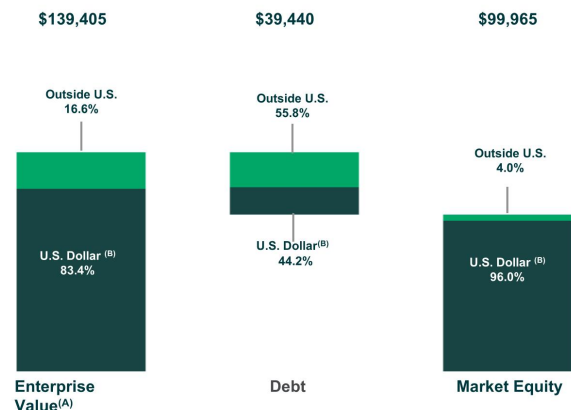 $139,405
$39,440
$99,965
Outside U.S.
16.6%
Outside U.S.
55.8%
Outside U.S.
4.0%
U.S. Dollar (B)
83.4%
U.S. Dollar(B)
44.2%
U.S. Dollar (B)
96.0%
Enterprise
Value(A)
Debt
Market Equity